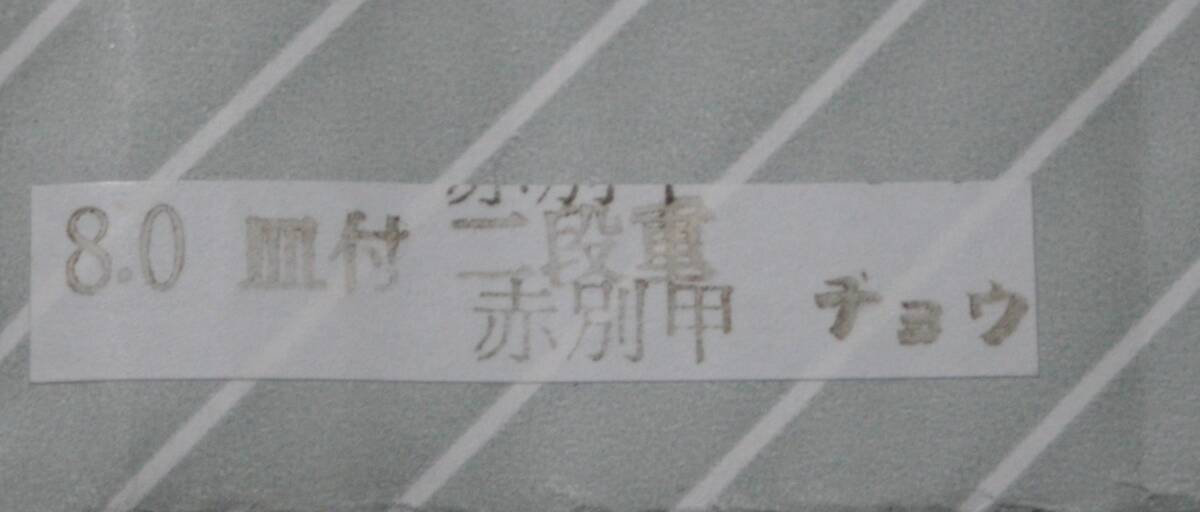 8.0 皿付 二段重
赤別甲 チョウ